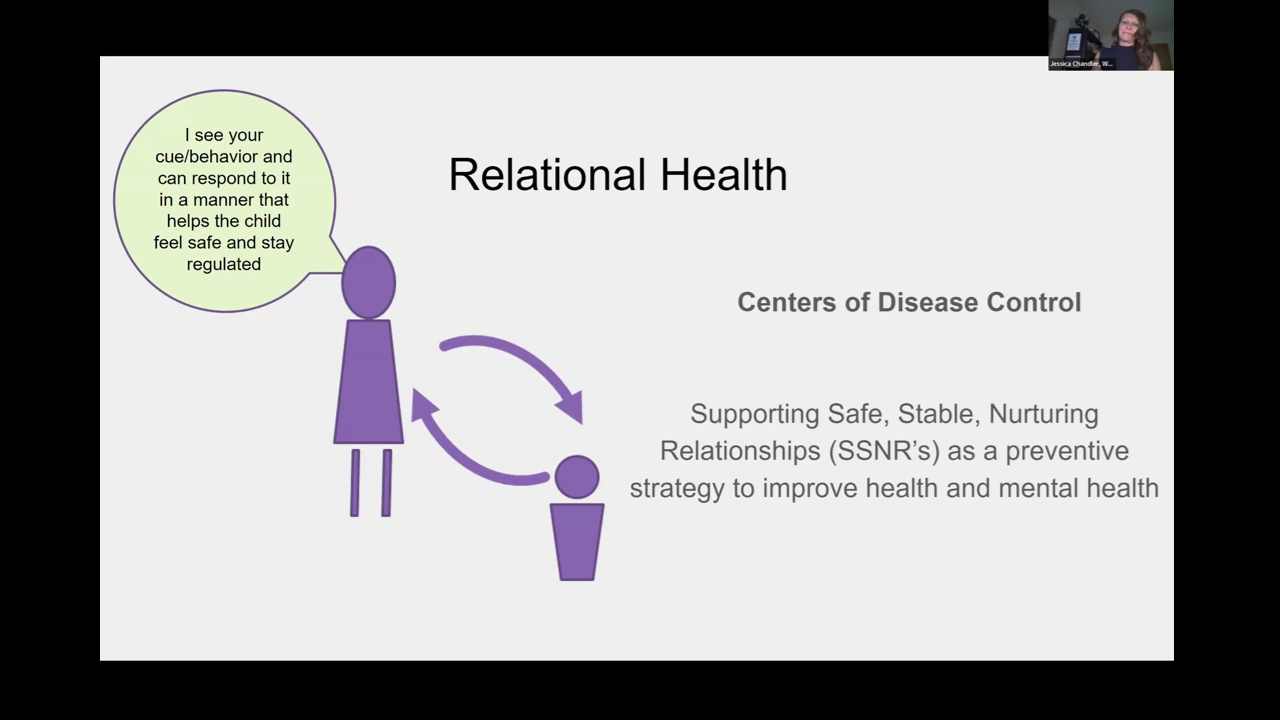 Jessica Chandler, W...
I see your
cue/behavior and
can respond to it
in a manner that
helps the child
feel safe and stay
regulated
Relational Health
Centers of Disease Control
Supporting Safe, Stable, Nurturing
Relationships (SSNR’s) as a preventive
strategy to improve health and mental health